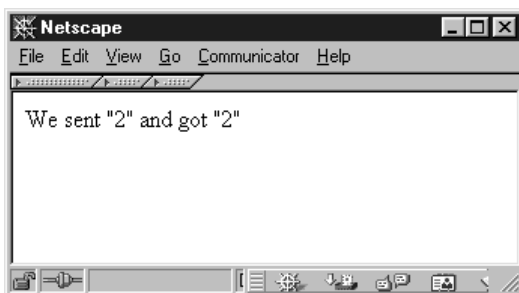 Netscape
File Edit View Go Communicator Help
We sent "2" and got "2"